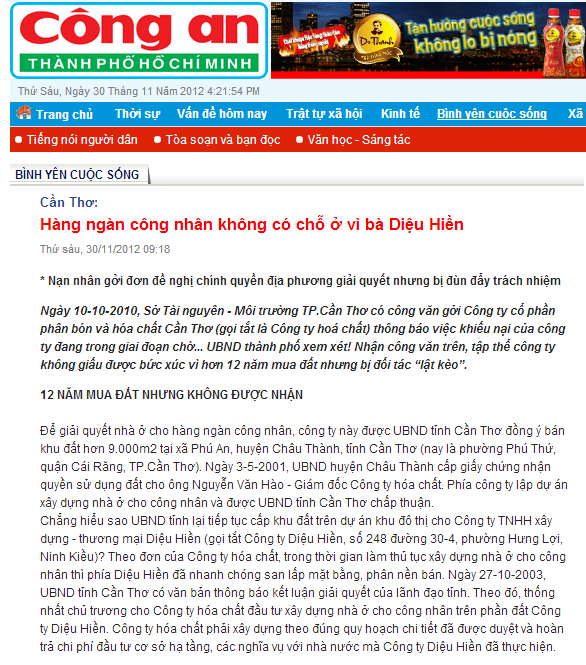 Công an
THÀNH PHỐ HỒ CHÍ MINH
Dr Thanh
Tận hưởng cuộc sống
không lo bị nóng
Thứ Sáu, Ngày 30 Tháng 11 Năm 2012 4:21:54 PM
Trang chủ Thời sự Vấn đề hôm nay Trật tự xã hội Kinh tế Bình yên cuộc sống Xã
Tiếng nói người dân Tòa soạn và bạn đọc Văn học - Sáng tác
BÌNH YÊN CUỘC SỐNG
Cần Thơ:
Hàng ngàn công nhân không có chỗ ở vì bà Diệu Hiền
Thứ sáu, 30/11/2012 09:18
* Nạn nhân gởi đơn đề nghị chính quyền địa phương giải quyết nhưng bị đùn đẩy trách nhiệm
Ngày 10-10-2010, Sở Tài nguyên - Môi trường TP.Cần Thơ có công văn gởi Công ty cổ phần
phân bón và hóa chất Cần Thơ (gọi tắt là Công ty hoá chất) thông báo việc khiếu nại của công
ty đang trong giai đoạn chờ... UBND thành phố xem xét! Nhận công văn trên, tập thể công ty
không giấu được bức xúc vì hơn 12 năm mua đất nhưng bị đối tác “lật kèo”.
12 NĂM MUA ĐẤT NHƯNG KHÔNG ĐƯỢC NHẬN
Để giải quyết nhà ở cho hàng ngàn công nhân, công ty này được UBND tỉnh Cần Thơ đồng ý bán
khu đất hơn 9.000m2 tại xã Phú An, huyện Châu Thành, tỉnh Cần Thơ (nay là phường Phú Thứ,
quận Cái Răng, TP.Cần Thơ). Ngày 3-5-2001, UBND huyện Châu Thành cấp giấy chứng nhận
quyền sử dụng đất cho ông Nguyễn Văn Hào - Giám đốc Công ty hóa chất. Phía công ty lập dự án
xây dựng nhà ở cho công nhân và được UBND tỉnh Cần Thơ chấp thuận.
Chẳng hiểu sao UBND tỉnh lại tiếp tục cấp khu đất trên dự án khu đô thị cho Công ty TNHH xây
dựng - thương mại Diệu Hiền (gọi tắt Công ty Diệu Hiền, số 248 đường 30-4, phường Hưng Lợi,
Ninh Kiều)? Theo đơn của Công ty hóa chất, trong thời gian làm thủ tục xây dựng nhà ở cho công
nhân thì phía Diệu Hiền đã nhanh chóng san lấp mặt bằng, phân nền bán. Ngày 27-10-2003,
UBND tỉnh Cần Thơ có văn bản thông báo kết luận giải quyết của lãnh đạo tỉnh. Theo đó, thống
nhất chủ trương cho Công ty hóa chất đầu tư xây dựng nhà ở cho công nhân trên phần đất Công
ty Diệu Hiền. Công ty hóa chất phải xây dựng theo đúng quy hoạch chi tiết đã được duyệt và hoàn
trả chi phí đầu tư cơ sở hạ tầng, các nghĩa vụ với nhà nước mà Công ty Diệu Hiền đã thực hiện.